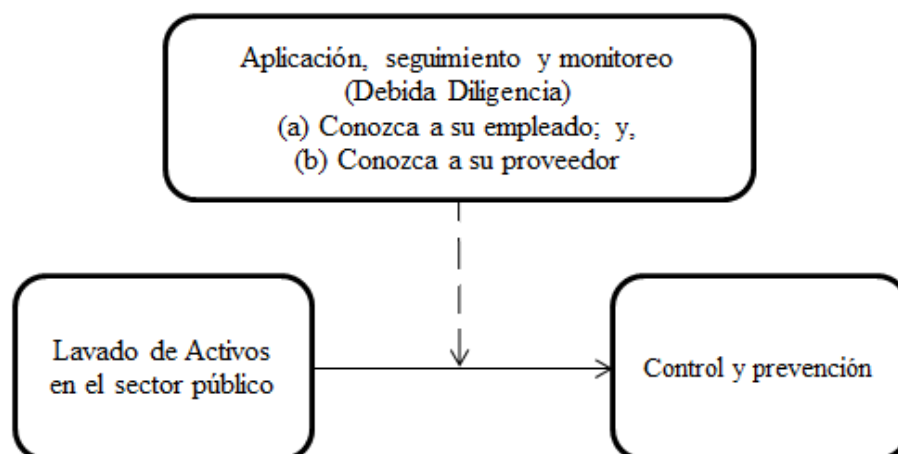 Aplicación, seguimiento y monitoreo
(Debida Diligencia)
(a) Conozca a su empleado; y,
(b) Conozca a su proveedor
Lavado de Activos
en el sector público
Control y prevención